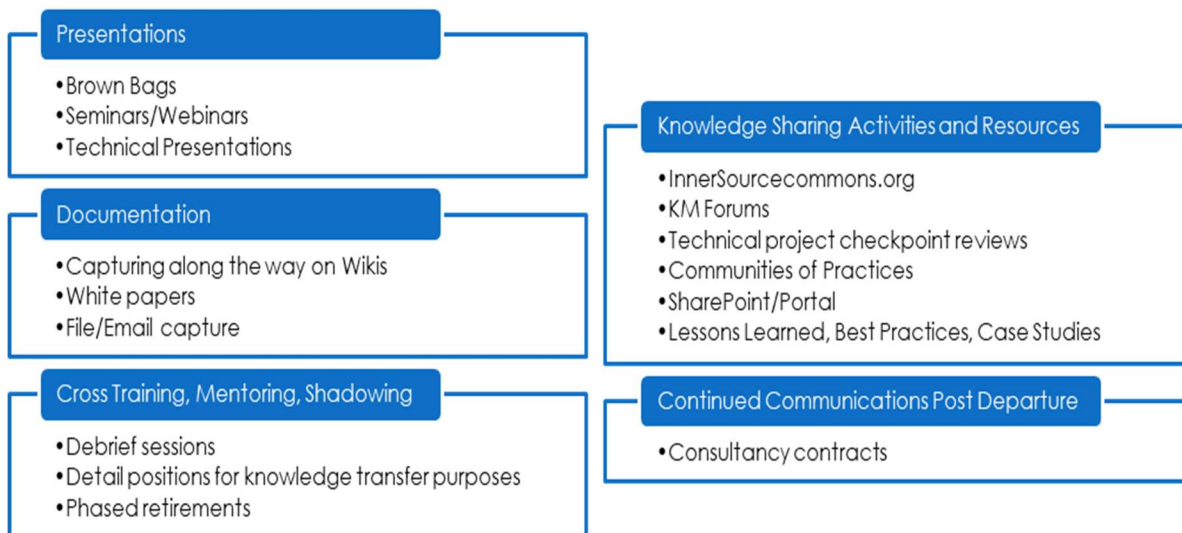 Presentations
•Brown Bags
•Seminars/Webinars
•Technical Presentations
Documentation
•Capturing along the way on Wikis
•White papers
•File/Email capture
Cross Training, Mentoring, Shadowing
•Debrief sessions
•Detail positions for knowledge transfer purposes
•Phased retirements
Knowledge Sharing Activities and Resources
•InnerSourcecommons.org
•KM Forums
•Technical project checkpoint reviews
•Communities of Practices
•SharePoint/Portal
•Lessons Learned, Best Practices, Case Studies
Continued Communications Post Departure
•Consultancy contracts